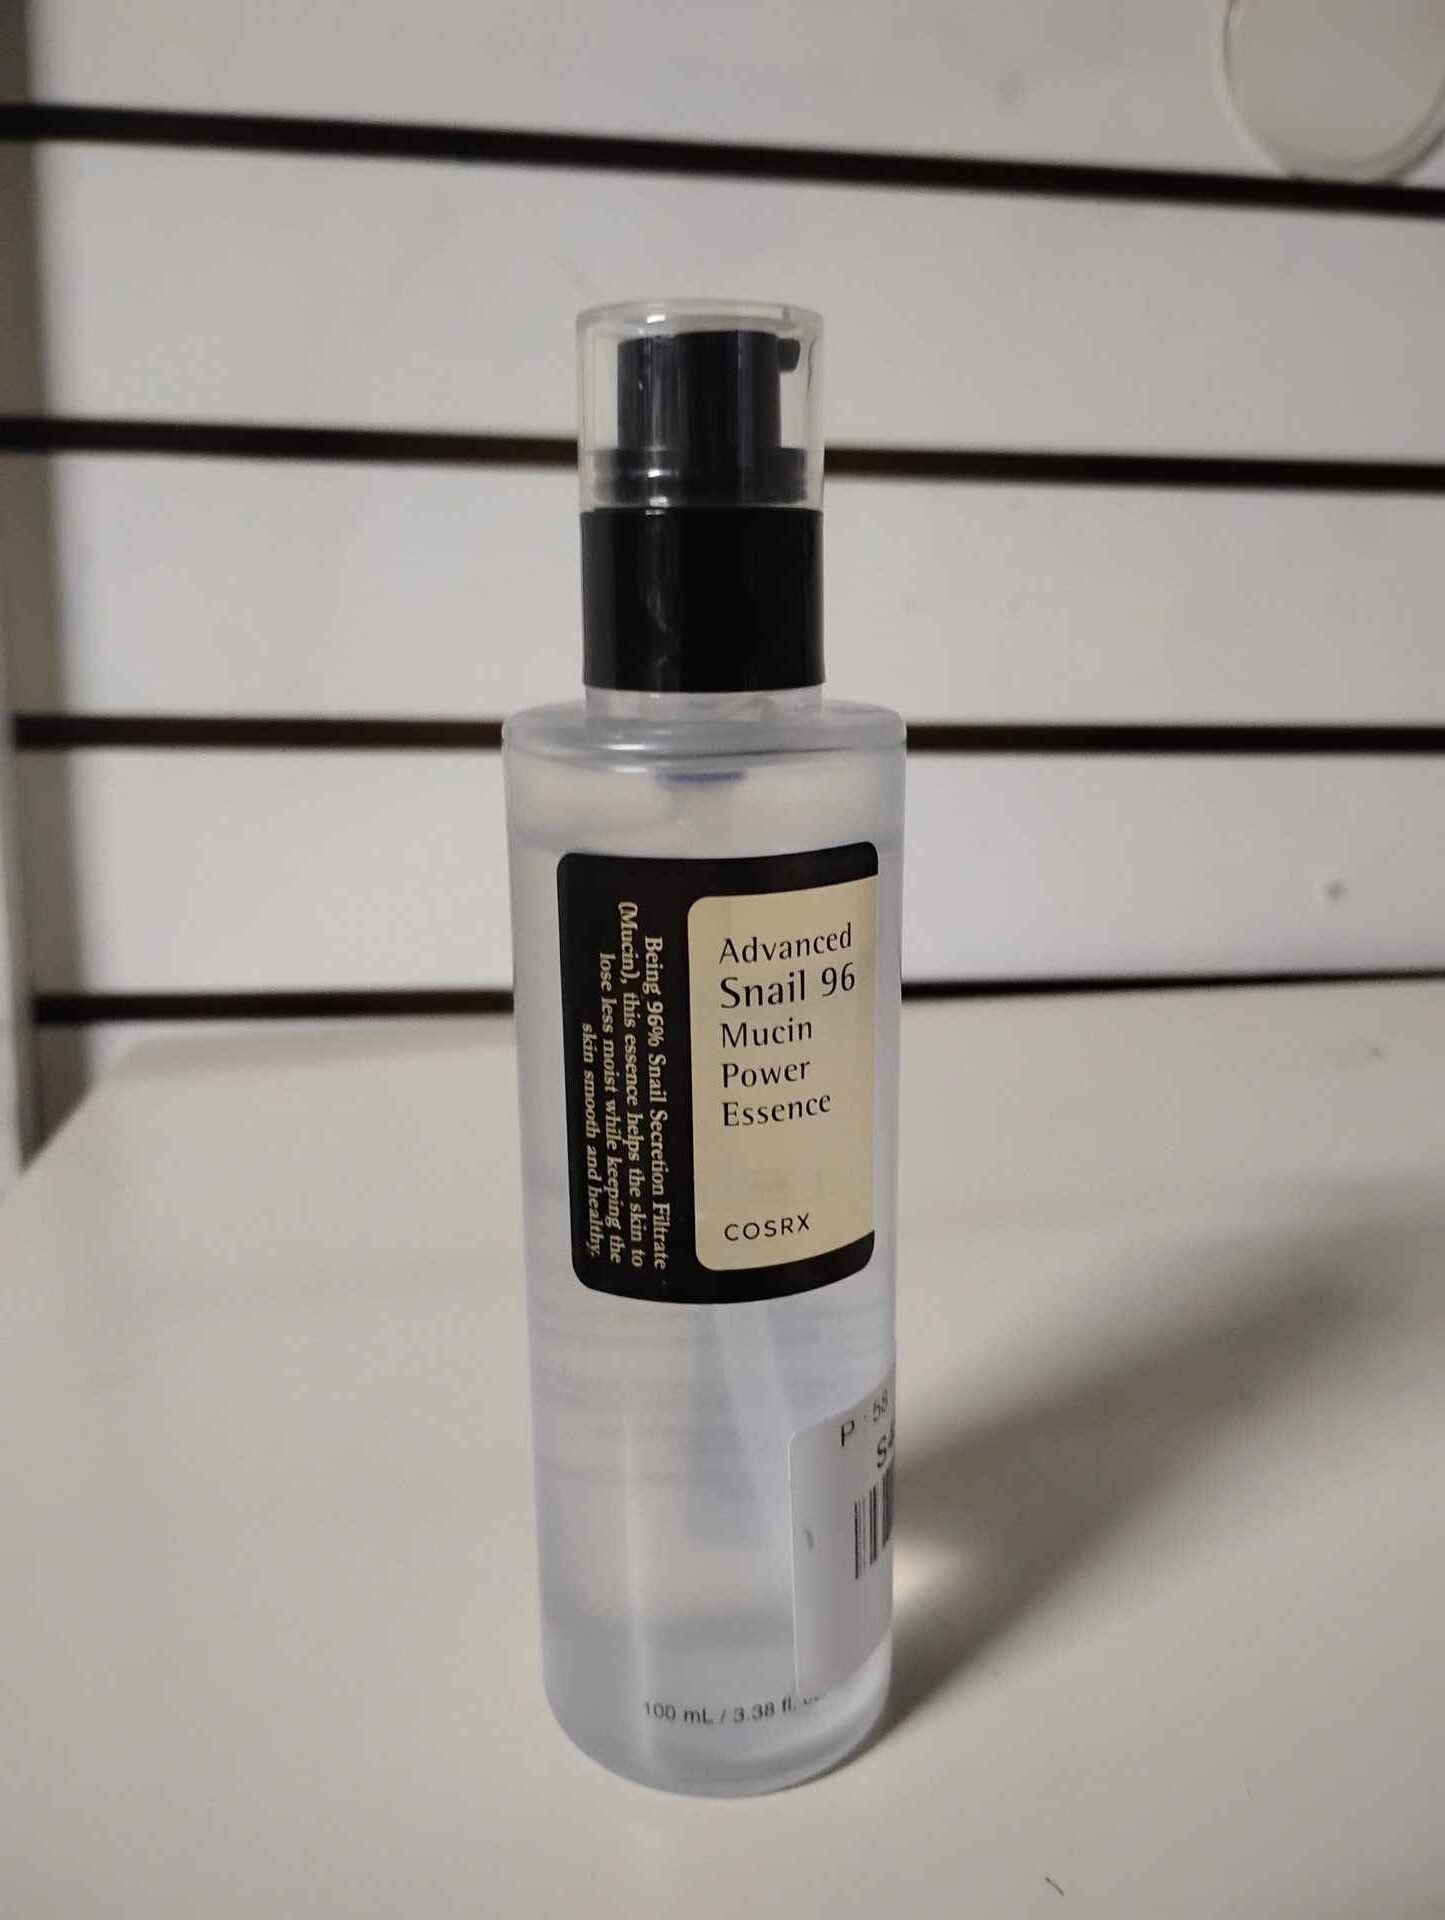 Advanced
Snail 96
Mucin
Power
Essence
COSRX
Being 96% Snail Secretion Filtrate
(Mucin), this essence helps the skin to
lose less moist while keeping the
skin smooth and healthy.
P : 58
100 mL / 3.38 fl.